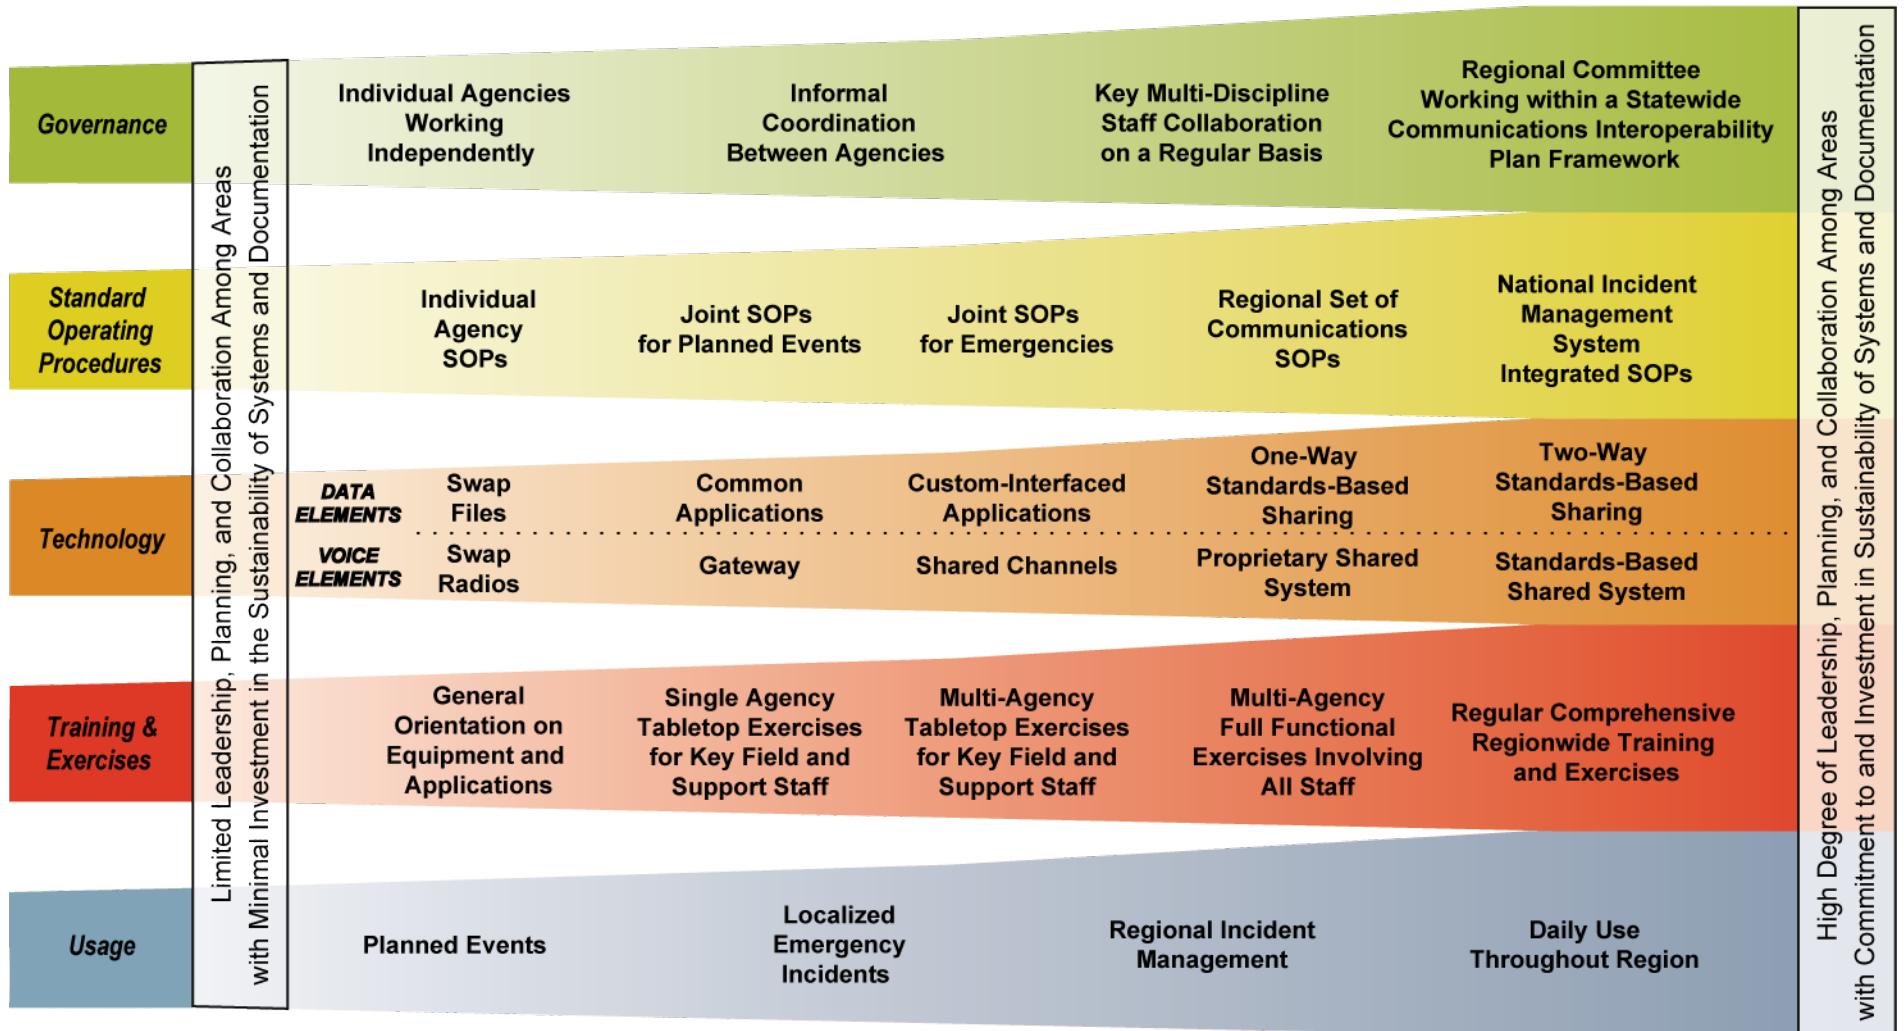 Limited Leadership, Planning, and Collaboration Among Areas
with Minimal Investment in the Sustainability of Systems and Documentation
Governance
Individual Agencies
Working
Independently
Informal
Coordination
Between Agencies
Key Multi-Discipline
Staff Collaboration
on a Regular Basis
Regional Committee
Working within a Statewide
Communications Interoperability
Plan Framework
Standard
Operating
Procedures
Individual
Agency
SOPs
Joint SOPs
for Planned Events
Joint SOPs
for Emergencies
Regional Set of
Communications
SOPs
National Incident
Management
System
Integrated SOPs
Technology
DATA
ELEMENTS
Swap
Files
Common
Applications
Custom-Interfaced
Applications
One-Way
Standards-Based
Sharing
Two-Way
Standards-Based
Sharing
VOICE
ELEMENTS
Swap
Radios
Gateway
Shared Channels
Proprietary Shared
System
Standards-Based
Shared System
Training &
Exercises
General
Orientation on
Equipment and
Applications
Single Agency
Tabletop Exercises
for Key Field and
Support Staff
Multi-Agency
Tabletop Exercises
for Key Field and
Support Staff
Multi-Agency
Full Functional
Exercises Involving
All Staff
Regular Comprehensive
Regionwide Training
and Exercises
Usage
Planned Events
Localized
Emergency
Incidents
Regional Incident
Management
Daily Use
Throughout Region
High Degree of Leadership, Planning, and Collaboration Among Areas
with Commitment to and Investment in Sustainability of Systems and Documentation